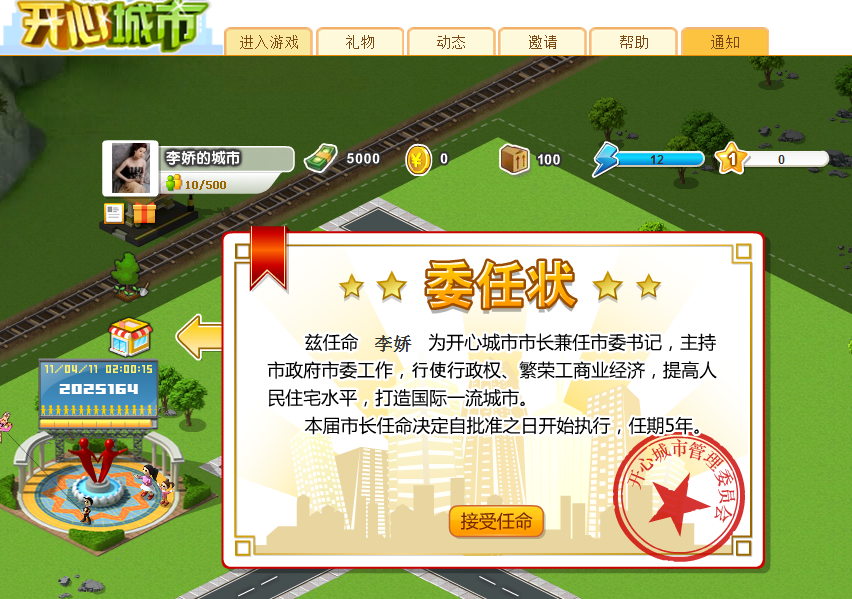 开心城市
进入游戏 礼物 动态 邀请 帮助 通知
李娇的城市 5000 0 100 12 1 0
10/500
委任状
兹任命 李娇 为开心城市市长兼任市委书记，主持
市政府市委工作，行使行政权、繁荣工商业经济，提高人
民住宅水平，打造国际一流城市。
本届市长任命决定自批准之日开始执行，任期5年。
11/04/11 02:00:15
2025164
开心城市管理委员会
接受任命